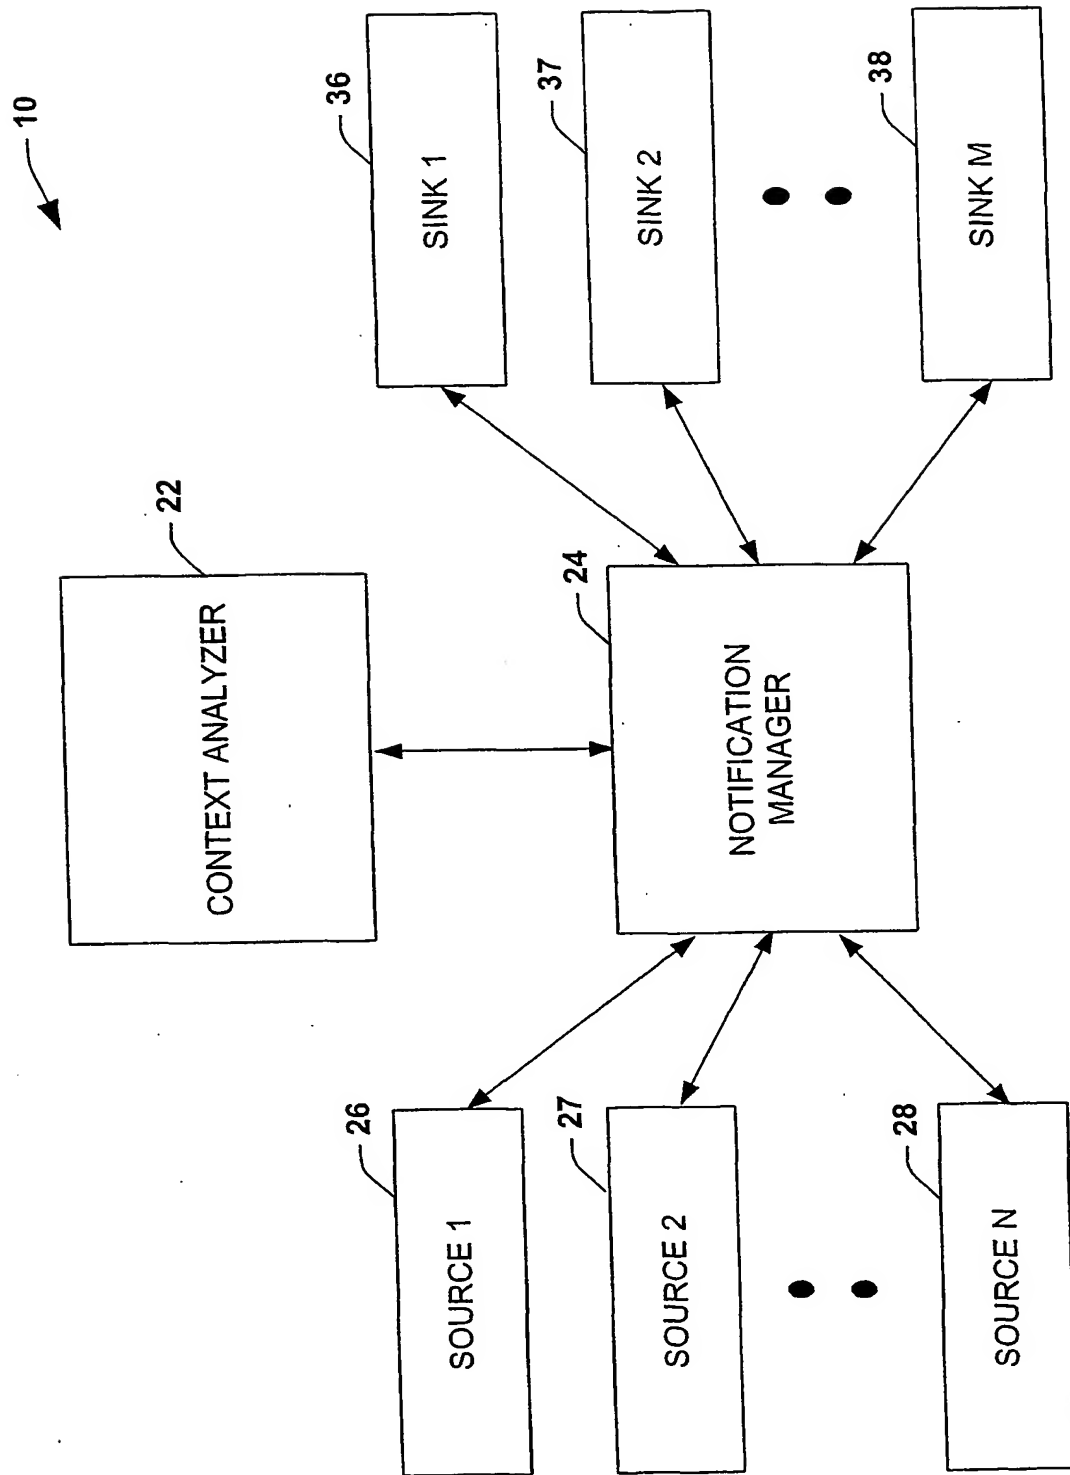 10
22
CONTEXT ANALYZER
24
NOTIFICATION
MANAGER
26
SOURCE 1
27
SOURCE 2
28
SOURCE N
36
SINK 1
37
SINK 2
38
SINK M